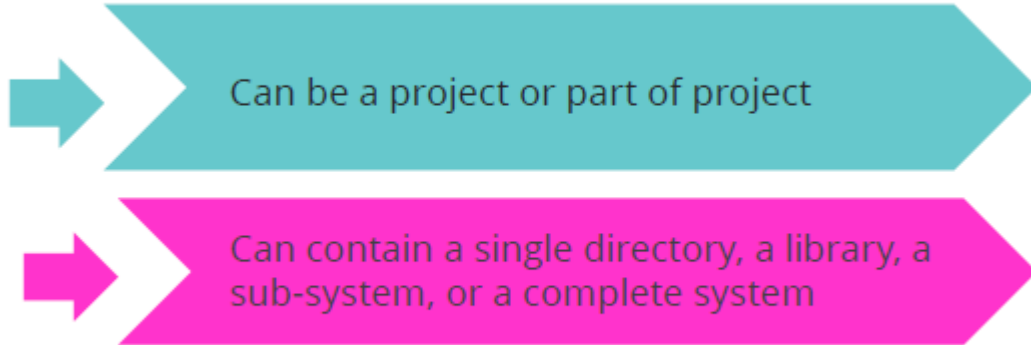 Can be a project or part of project
Can contain a single directory, a library, a
sub-system, or a complete system